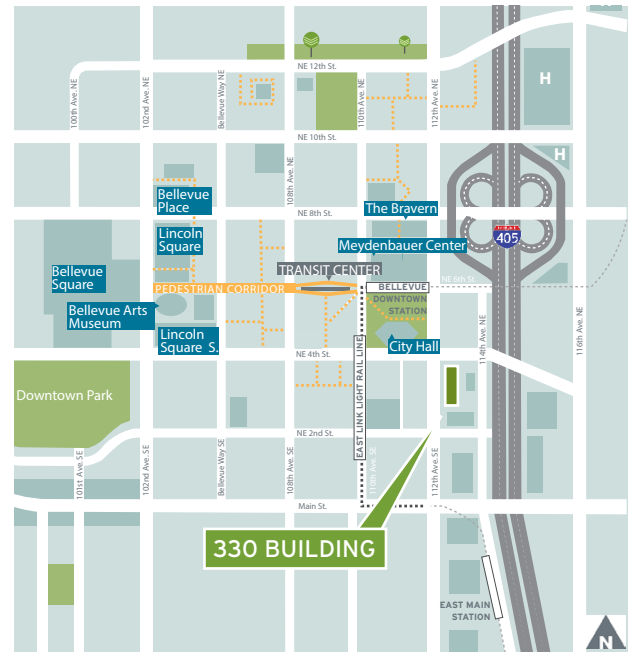 N
NE 12th St.
100th Ave. NE
102nd Ave. NE
Bellevue Way NE
110th Ave. NE
112th Ave. NE
H
NE 10th St.
108th Ave. NE
H
Bellevue
Place
The Bravern
NE 8th St.
Lincoln
Square
Meydenbauer Center
405
TRANSIT CENTER
Bellevue
Square
NE 6th St.
PEDESTRIAN CORRIDOR
BELLEVUE
DOWNTOWN
STATION
Bellevue Arts
Museum
116th Ave. NE
114th Ave. NE
Lincoln
Square S.
City Hall
NE 4th St.
EAST LINK LIGHT RAIL LINE
Downtown Park
NE 2nd St.
101st Ave. SE
102nd Ave. SE
Bellevue Way SE
108th Ave. SE
110th Ave. SE
112th Ave. SE
Main St.
330 BUILDING
EAST MAIN
STATION
N